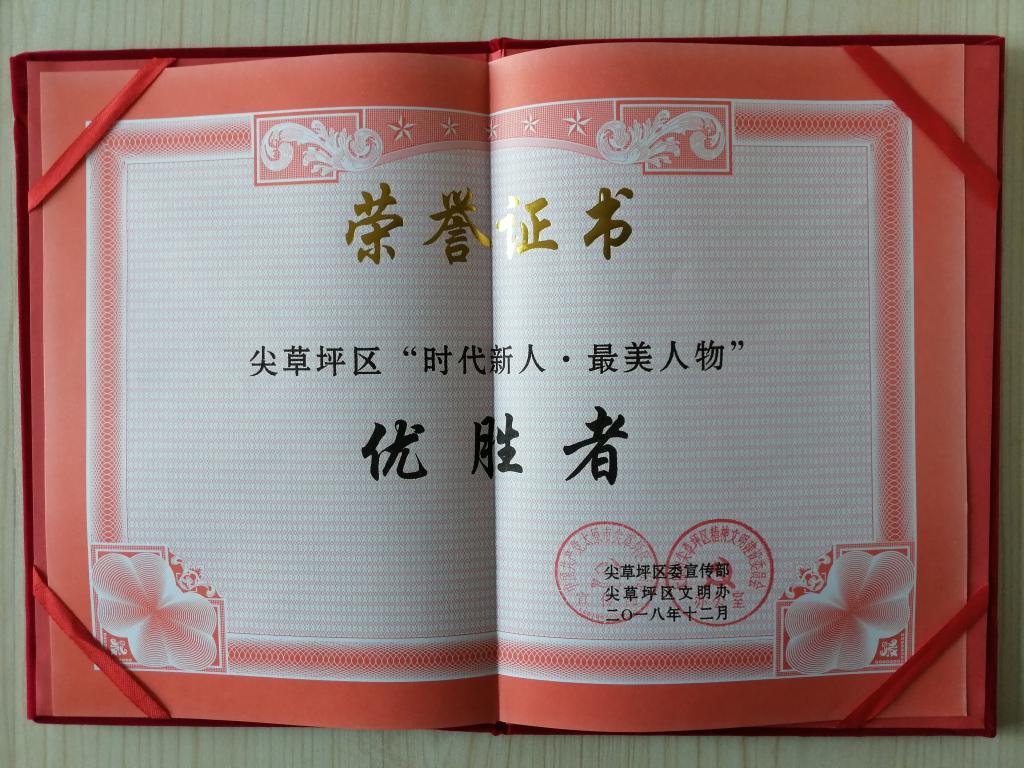 荣誉证书
尖草坪区“时代新人·最美人物”
优胜者
尖草坪区委宣传部
尖草坪区文明办
二〇一八年十二月